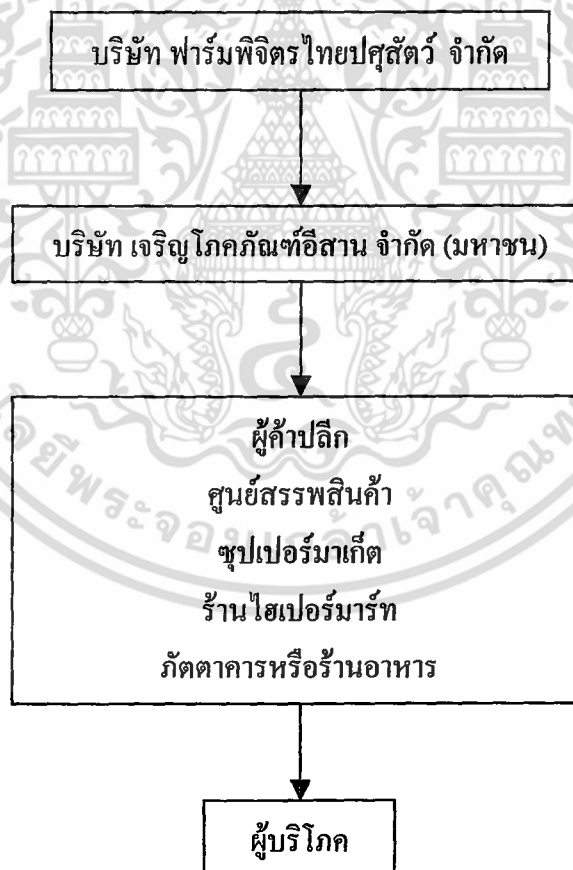 บริษัท ฟาร์มพิจิตรไทยปศุสัตว์ จำกัด
บริษัท เจริญโภคภัณฑ์อีสาน จำกัด (มหาชน)
ผู้ค้าปลีก
ศูนย์สรรพสินค้า
ซุปเปอร์มาเก็ต
ร้านไฮเปอร์มาร์ท
ภัตตาคารหรือร้านอาหาร
ผู้บริโภค